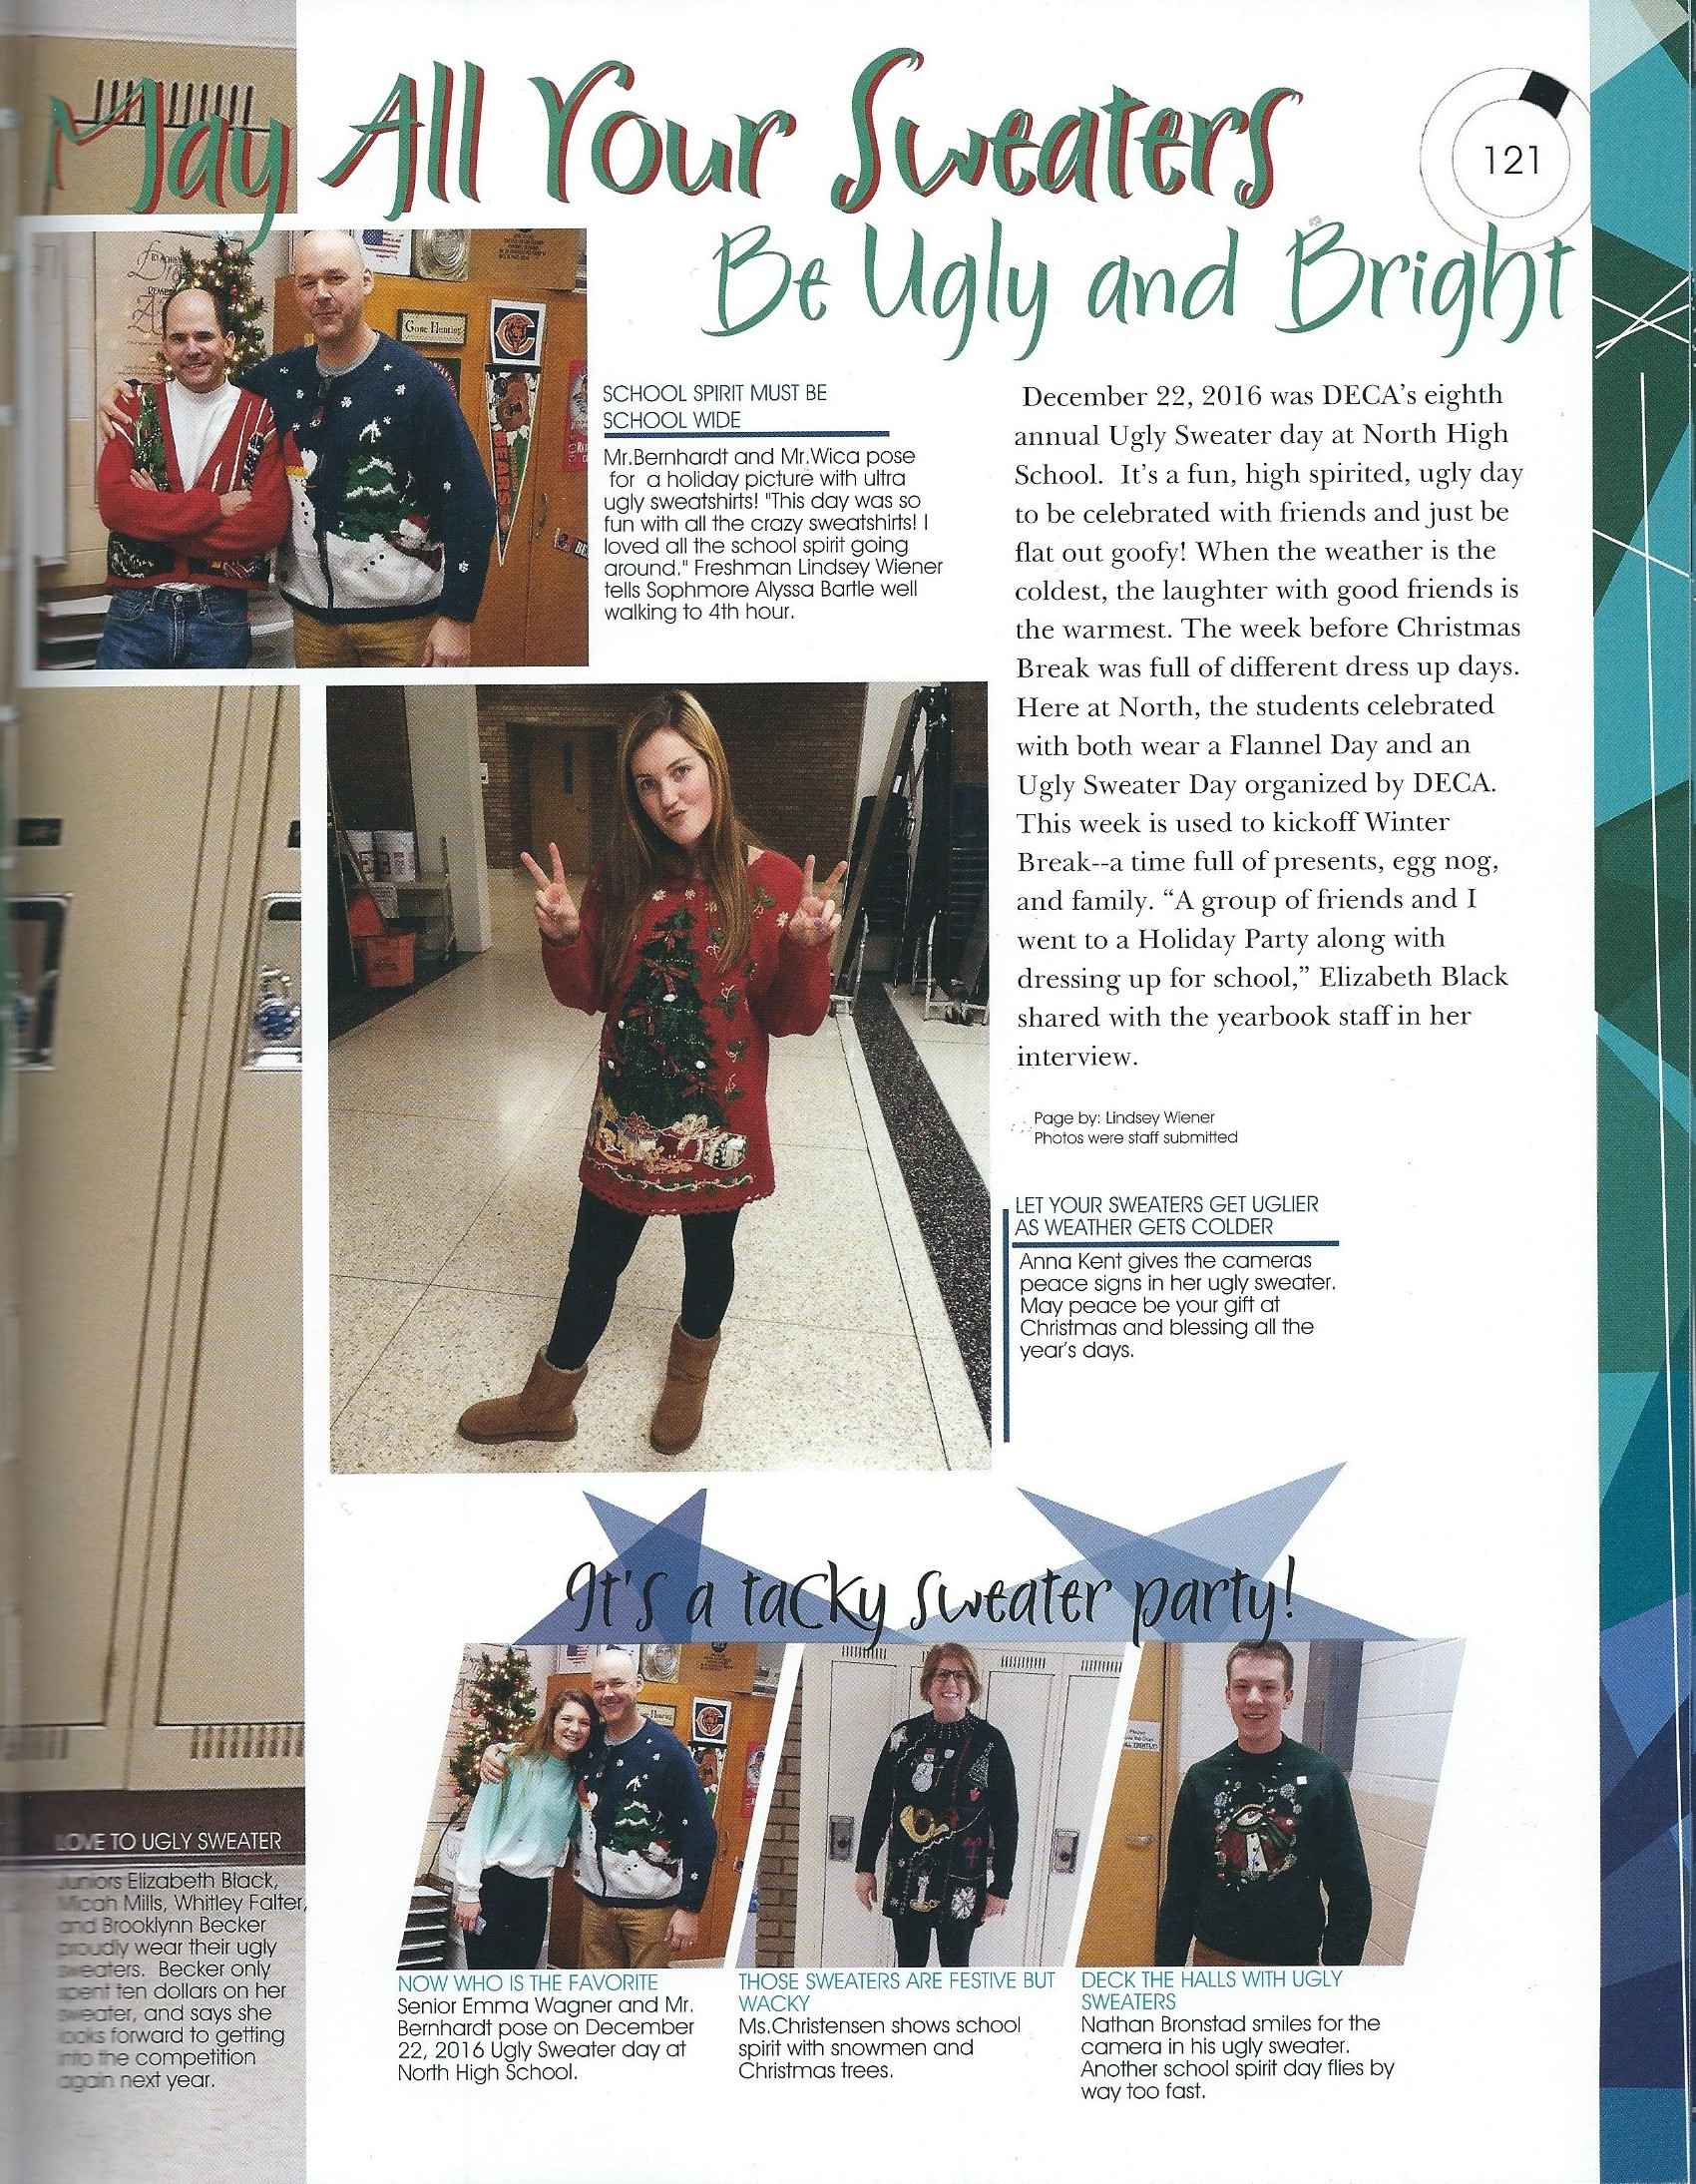 May All Your Sweaters
Be Ugly and Bright
121
SCHOOL SPIRIT MUST BE
SCHOOL WIDE
Mr.Bernhardt and Mr.Wica pose
for a holiday picture with ultra
ugly sweatshirts! "This day was so
fun with all the crazy sweatshirts! I
loved all the school spirit going
around." Freshman Lindsey Wiener
tells Sophmore Alyssa Bartle well
walking to 4th hour.
December 22, 2016 was DECA’s eighth
annual Ugly Sweater day at North High
School. It’s a fun, high spirited, ugly day
to be celebrated with friends and just be
flat out goofy! When the weather is the
coldest, the laughter with good friends is
the warmest. The week before Christmas
Break was full of different dress up days.
Here at North, the students celebrated
with both wear a Flannel Day and an
Ugly Sweater Day organized by DECA.
This week is used to kickoff Winter
Break--a time full of presents, egg nog,
and family. “A group of friends and I
went to a Holiday Party along with
dressing up for school,” Elizabeth Black
shared with the yearbook staff in her
interview.
Page by: Lindsey Wiener
Photos were staff submitted
LET YOUR SWEATERS GET UGLIER
AS WEATHER GETS COLDER
Anna Kent gives the cameras
peace signs in her ugly sweater.
May peace be your gift at
Christmas and blessing all the
year's days.
Gone Hunting
BEARS
It's a tacky sweater party!
LOVE TO UGLY SWEATER
Juniors Elizabeth Black,
Micah Mills, Whitley Falter,
and Brooklynn Becker
proudly wear their ugly
sweaters. Becker only
spent ten dollars on her
sweater, and says she
looks forward to getting
into the competition
again next year.
NOW WHO IS THE FAVORITE
Senior Emma Wagner and Mr.
Bernhardt pose on December
22, 2016 Ugly Sweater day at
North High School.
THOSE SWEATERS ARE FESTIVE BUT
WACKY
Ms.Christensen shows school
spirit with snowmen and
Christmas trees.
DECK THE HALLS WITH UGLY
SWEATERS
Nathan Bronstad smiles for the
camera in his ugly sweater.
Another school spirit day flies by
way too fast.